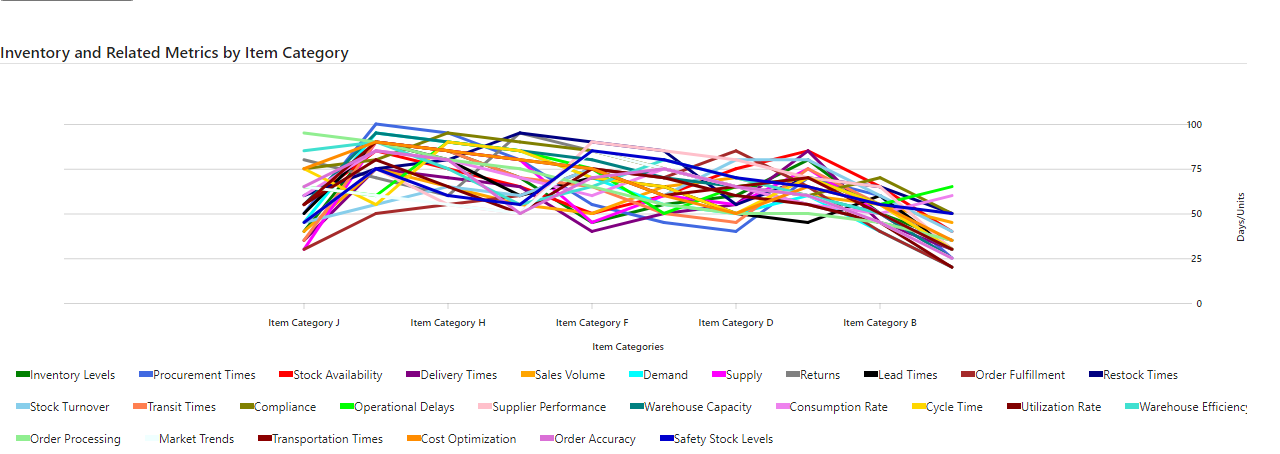 Inventory and Related Metrics by Item Category
100
75
50
25
0
Days/Units
Item Category J Item Category H Item Category F Item Category D Item Category B
Item Categories
Inventory Levels Procurement Times Stock Availability Delivery Times Sales Volume Demand Supply Returns Lead Times Order Fulfillment Restock Times
Stock Turnover Transit Times Compliance Operational Delays Supplier Performance Warehouse Capacity Consumption Rate Cycle Time Utilization Rate Warehouse Efficiency
Order Processing Market Trends Transportation Times Cost Optimization Order Accuracy Safety Stock Levels